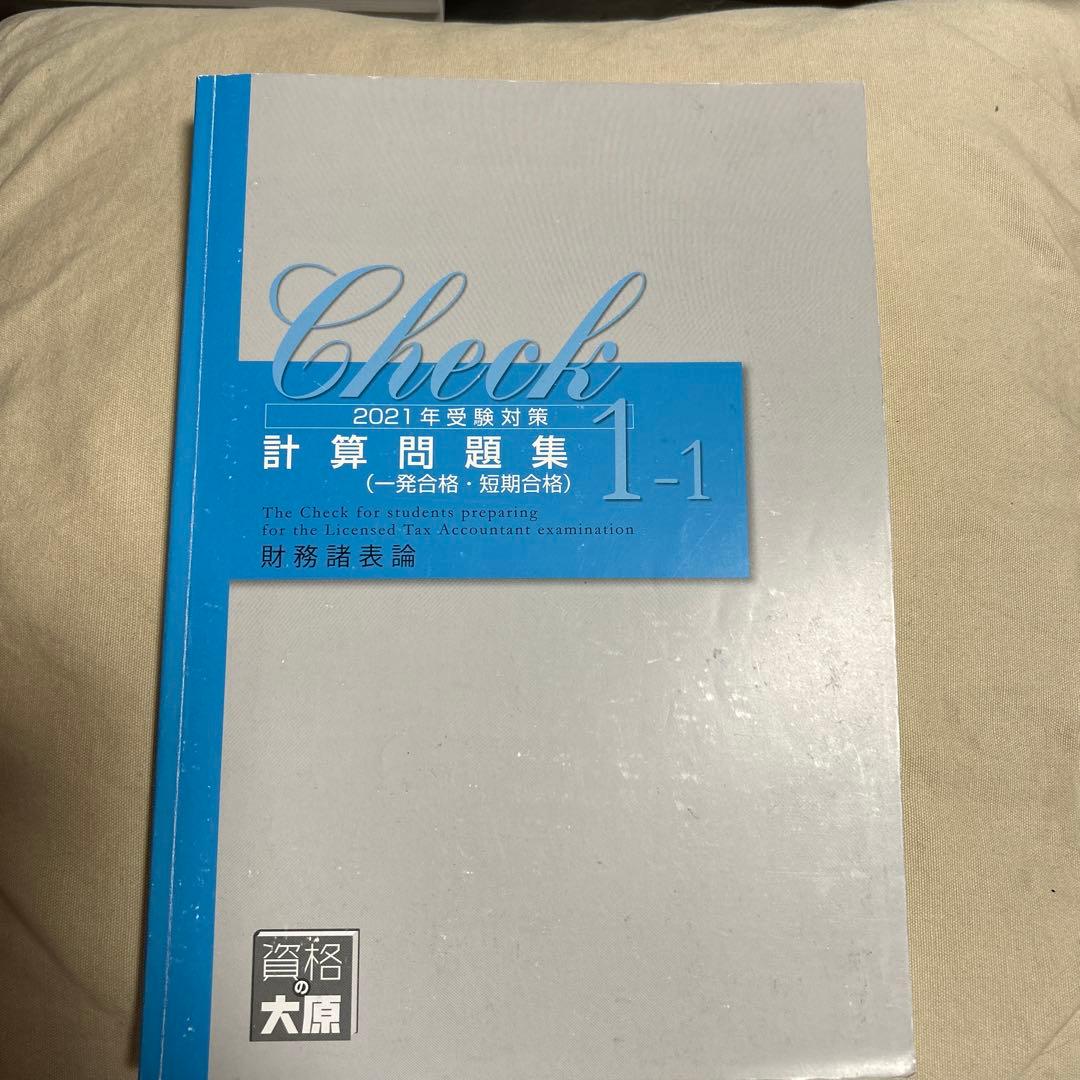 Check
2021年受験対策
計算問題集 1-1
(一発合格・短期合格)
The Check for students preparing
for the Licensed Tax Accountant examination
財務諸表論
資格
の
大原